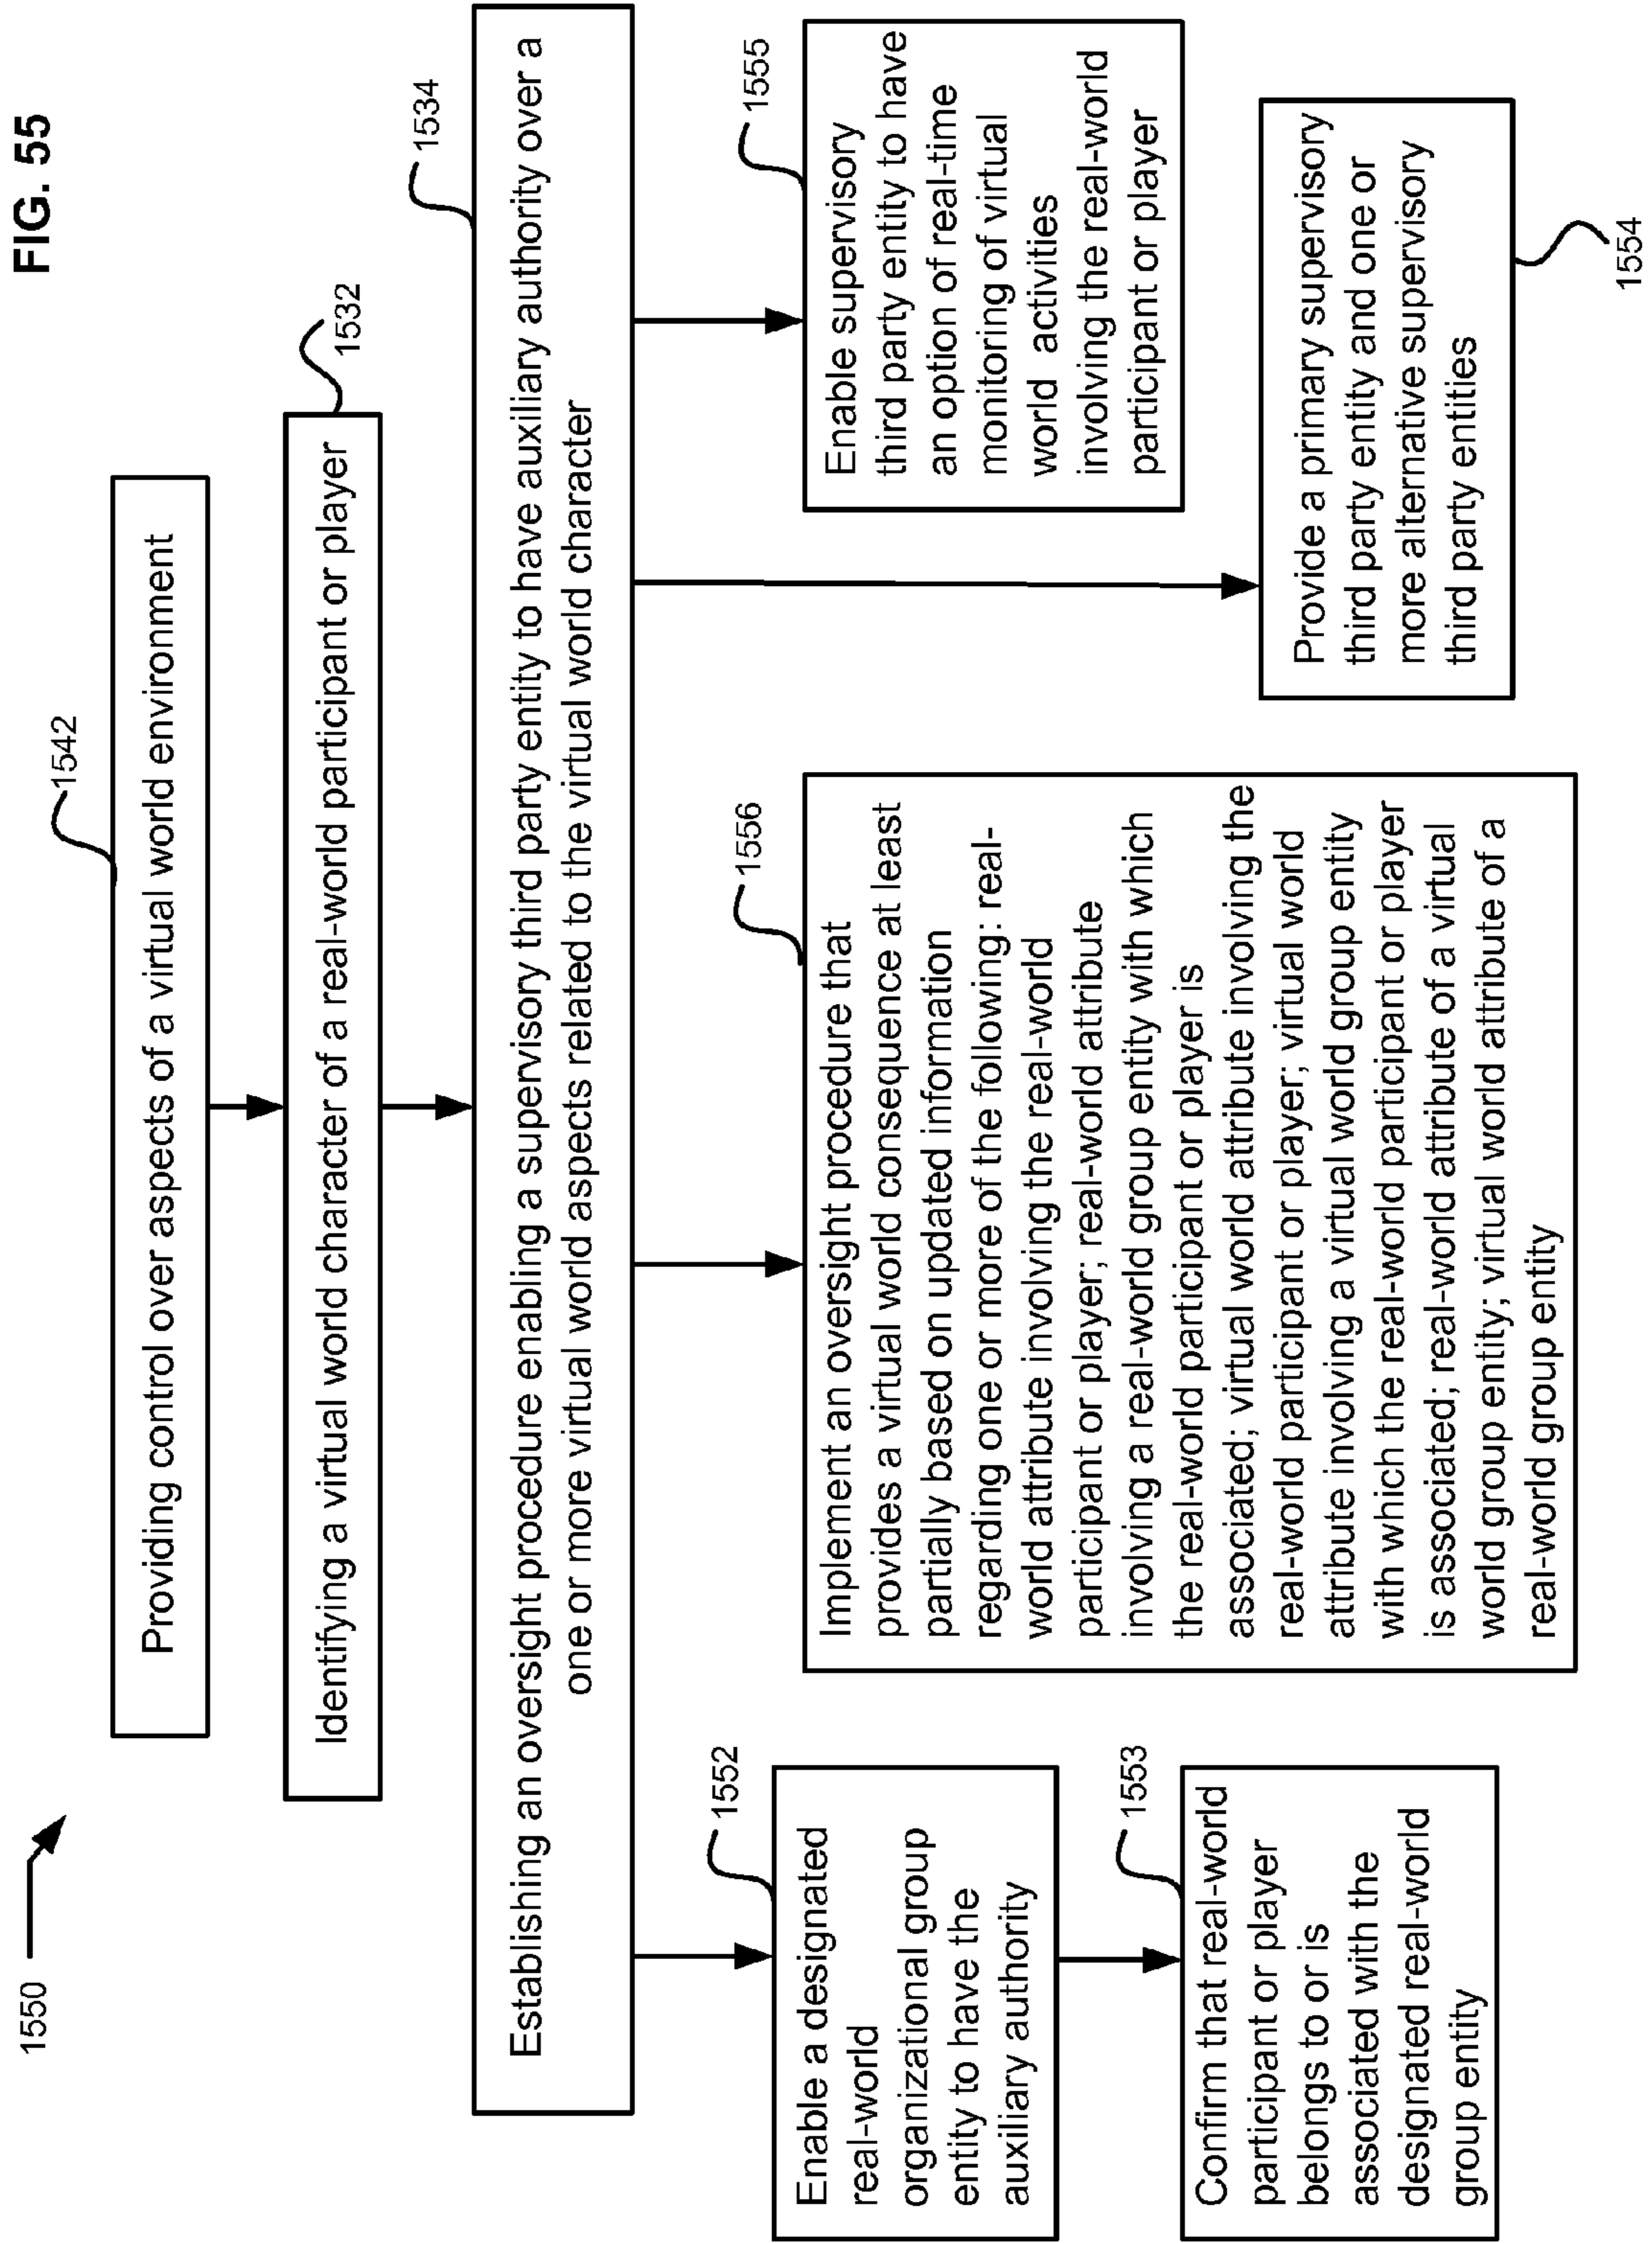 FIG. 55
1550
1542
Providing control over aspects of a virtual world environment
1532
Identifying a virtual world character of a real-world participant or player
1534
Establishing an oversight procedure enabling a supervisory third party entity to have auxiliary authority over a
one or more virtual world aspects related to the virtual world character
1552
Enable a designated
real-world
organizational group
entity to have the
auxiliary authority
1553
Confirm that real-world
participant or player
belongs to or is
associated with the
designated real-world
group entity
1556
Implement an oversight procedure that
provides a virtual world consequence at least
partially based on updated information
regarding one or more of the following: real-
world attribute involving the real-world
participant or player; real-world attribute
involving a real-world group entity with which
the real-world participant or player is
associated; virtual world attribute involving the
real-world participant or player; virtual world
attribute involving a virtual world group entity
with which the real-world participant or player
is associated; real-world attribute of a virtual
world group entity; virtual world attribute of a
real-world group entity
1555
Enable supervisory
third party entity to have
an option of real-time
monitoring of virtual
world activities
involving the real-world
participant or player
Provide a primary supervisory
third party entity and one or
more alternative supervisory
third party entities
1554